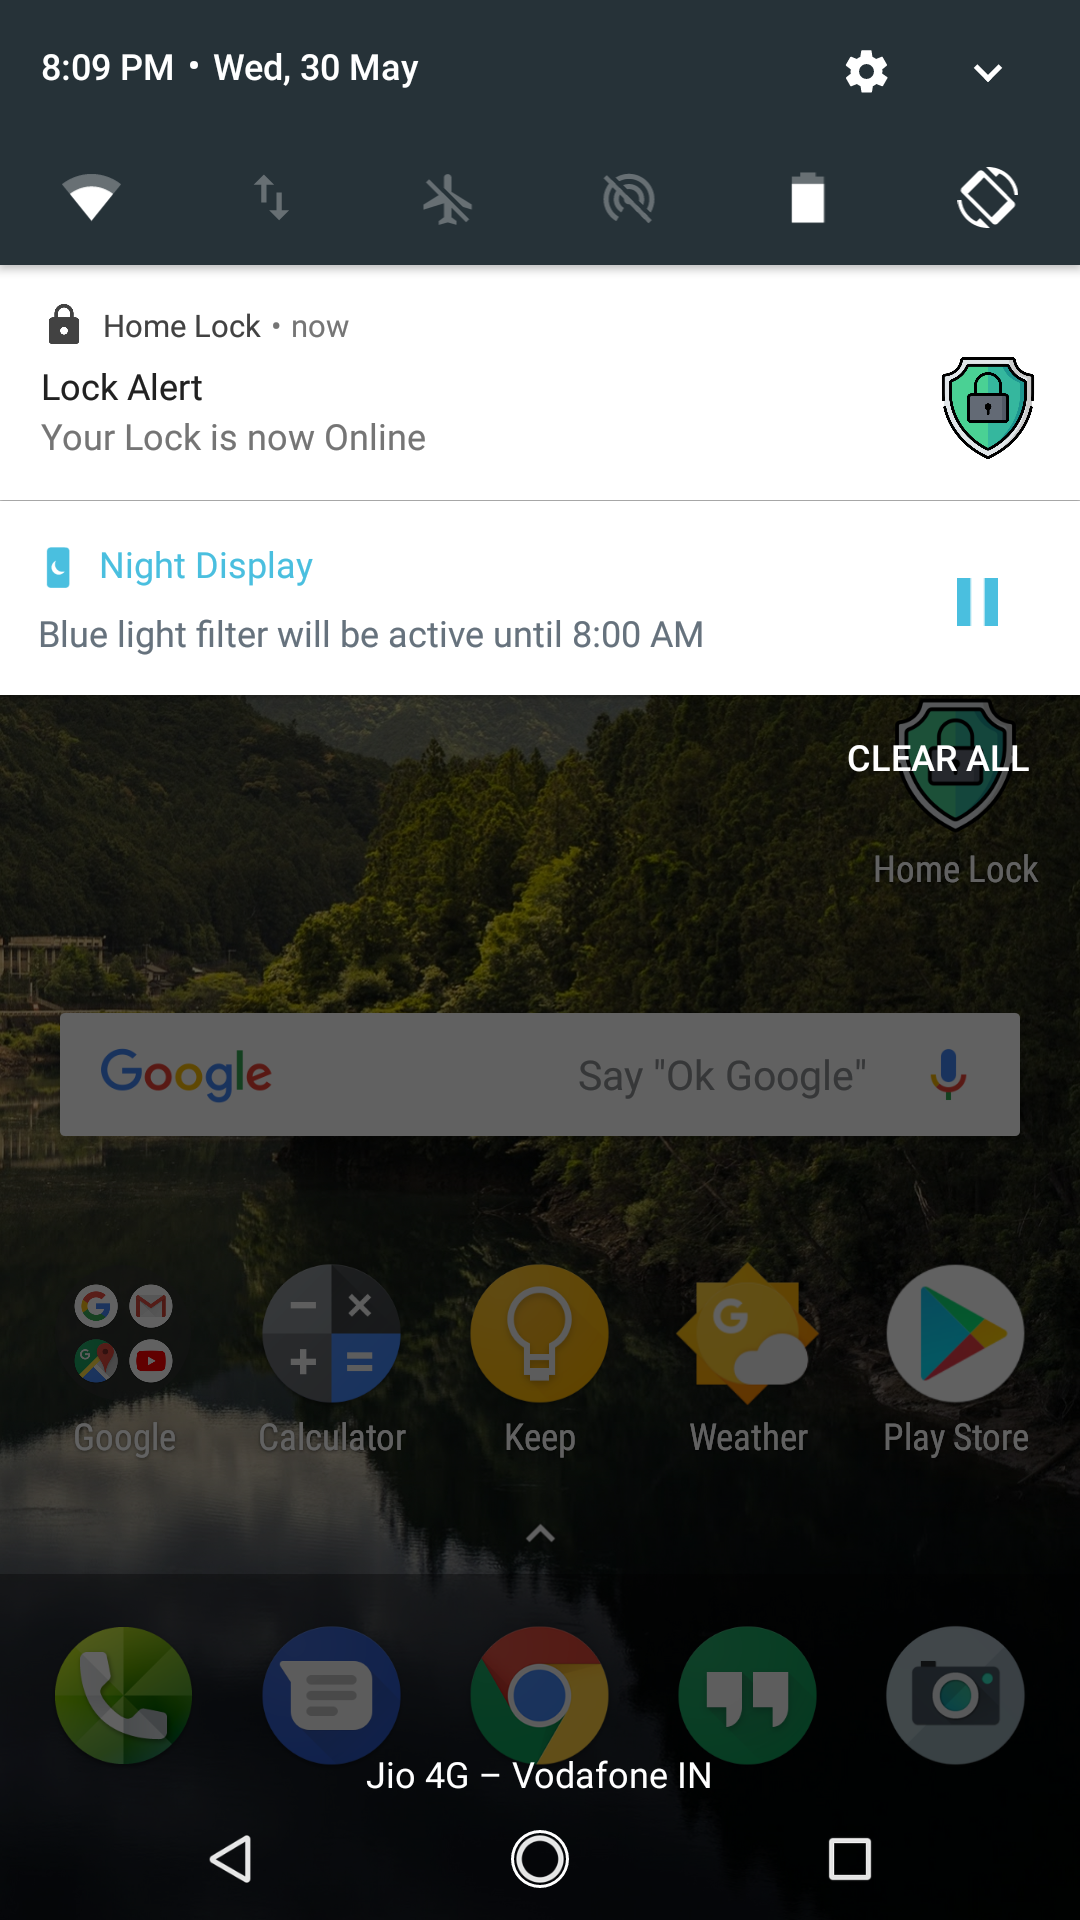 8:09 PM • Wed, 30 May
Home Lock • now
Lock Alert
Your Lock is now Online
Night Display
Blue light filter will be active until 8:00 AM
CLEAR ALL
Home Lock
Google Say "Ok Google"
Google Calculator Keep Weather Play Store
Jio 4G – Vodafone IN